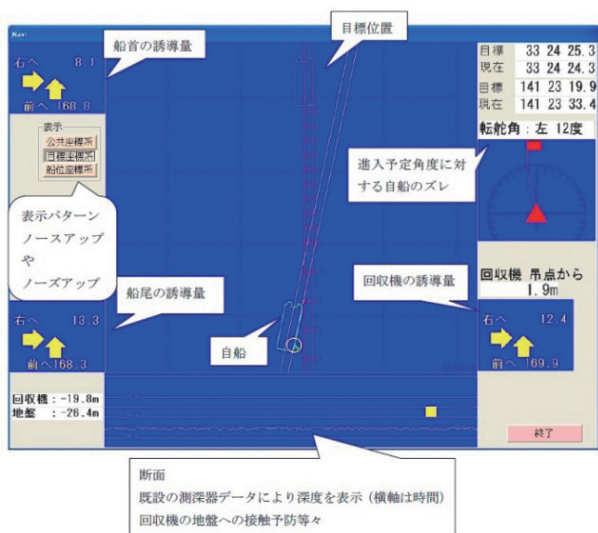 Navi
船首の誘導量
右へ 8.1
前へ 168.8
表示
公共座標系
目標座標系
船位座標系
表示パターン
ノースアップ
や
ノーズアップ
船尾の誘導量
右へ 13.3
前へ 168.3
回収機：-19.8m
地盤 ：-26.4m
目標位置
自船
目標 33 24 25.3
現在 33 24 24.3
目標 141 23 19.9
現在 141 23 33.4
転舵角：左 12度
進入予定角度に対
する自船のズレ
回収機の誘導量
回収機 吊点から
1.9m
右へ 12.4
前へ 169.9
終了
断面
既設の測深器データにより深度を表示（横軸は時間）
回収機の地盤への接触予防等々